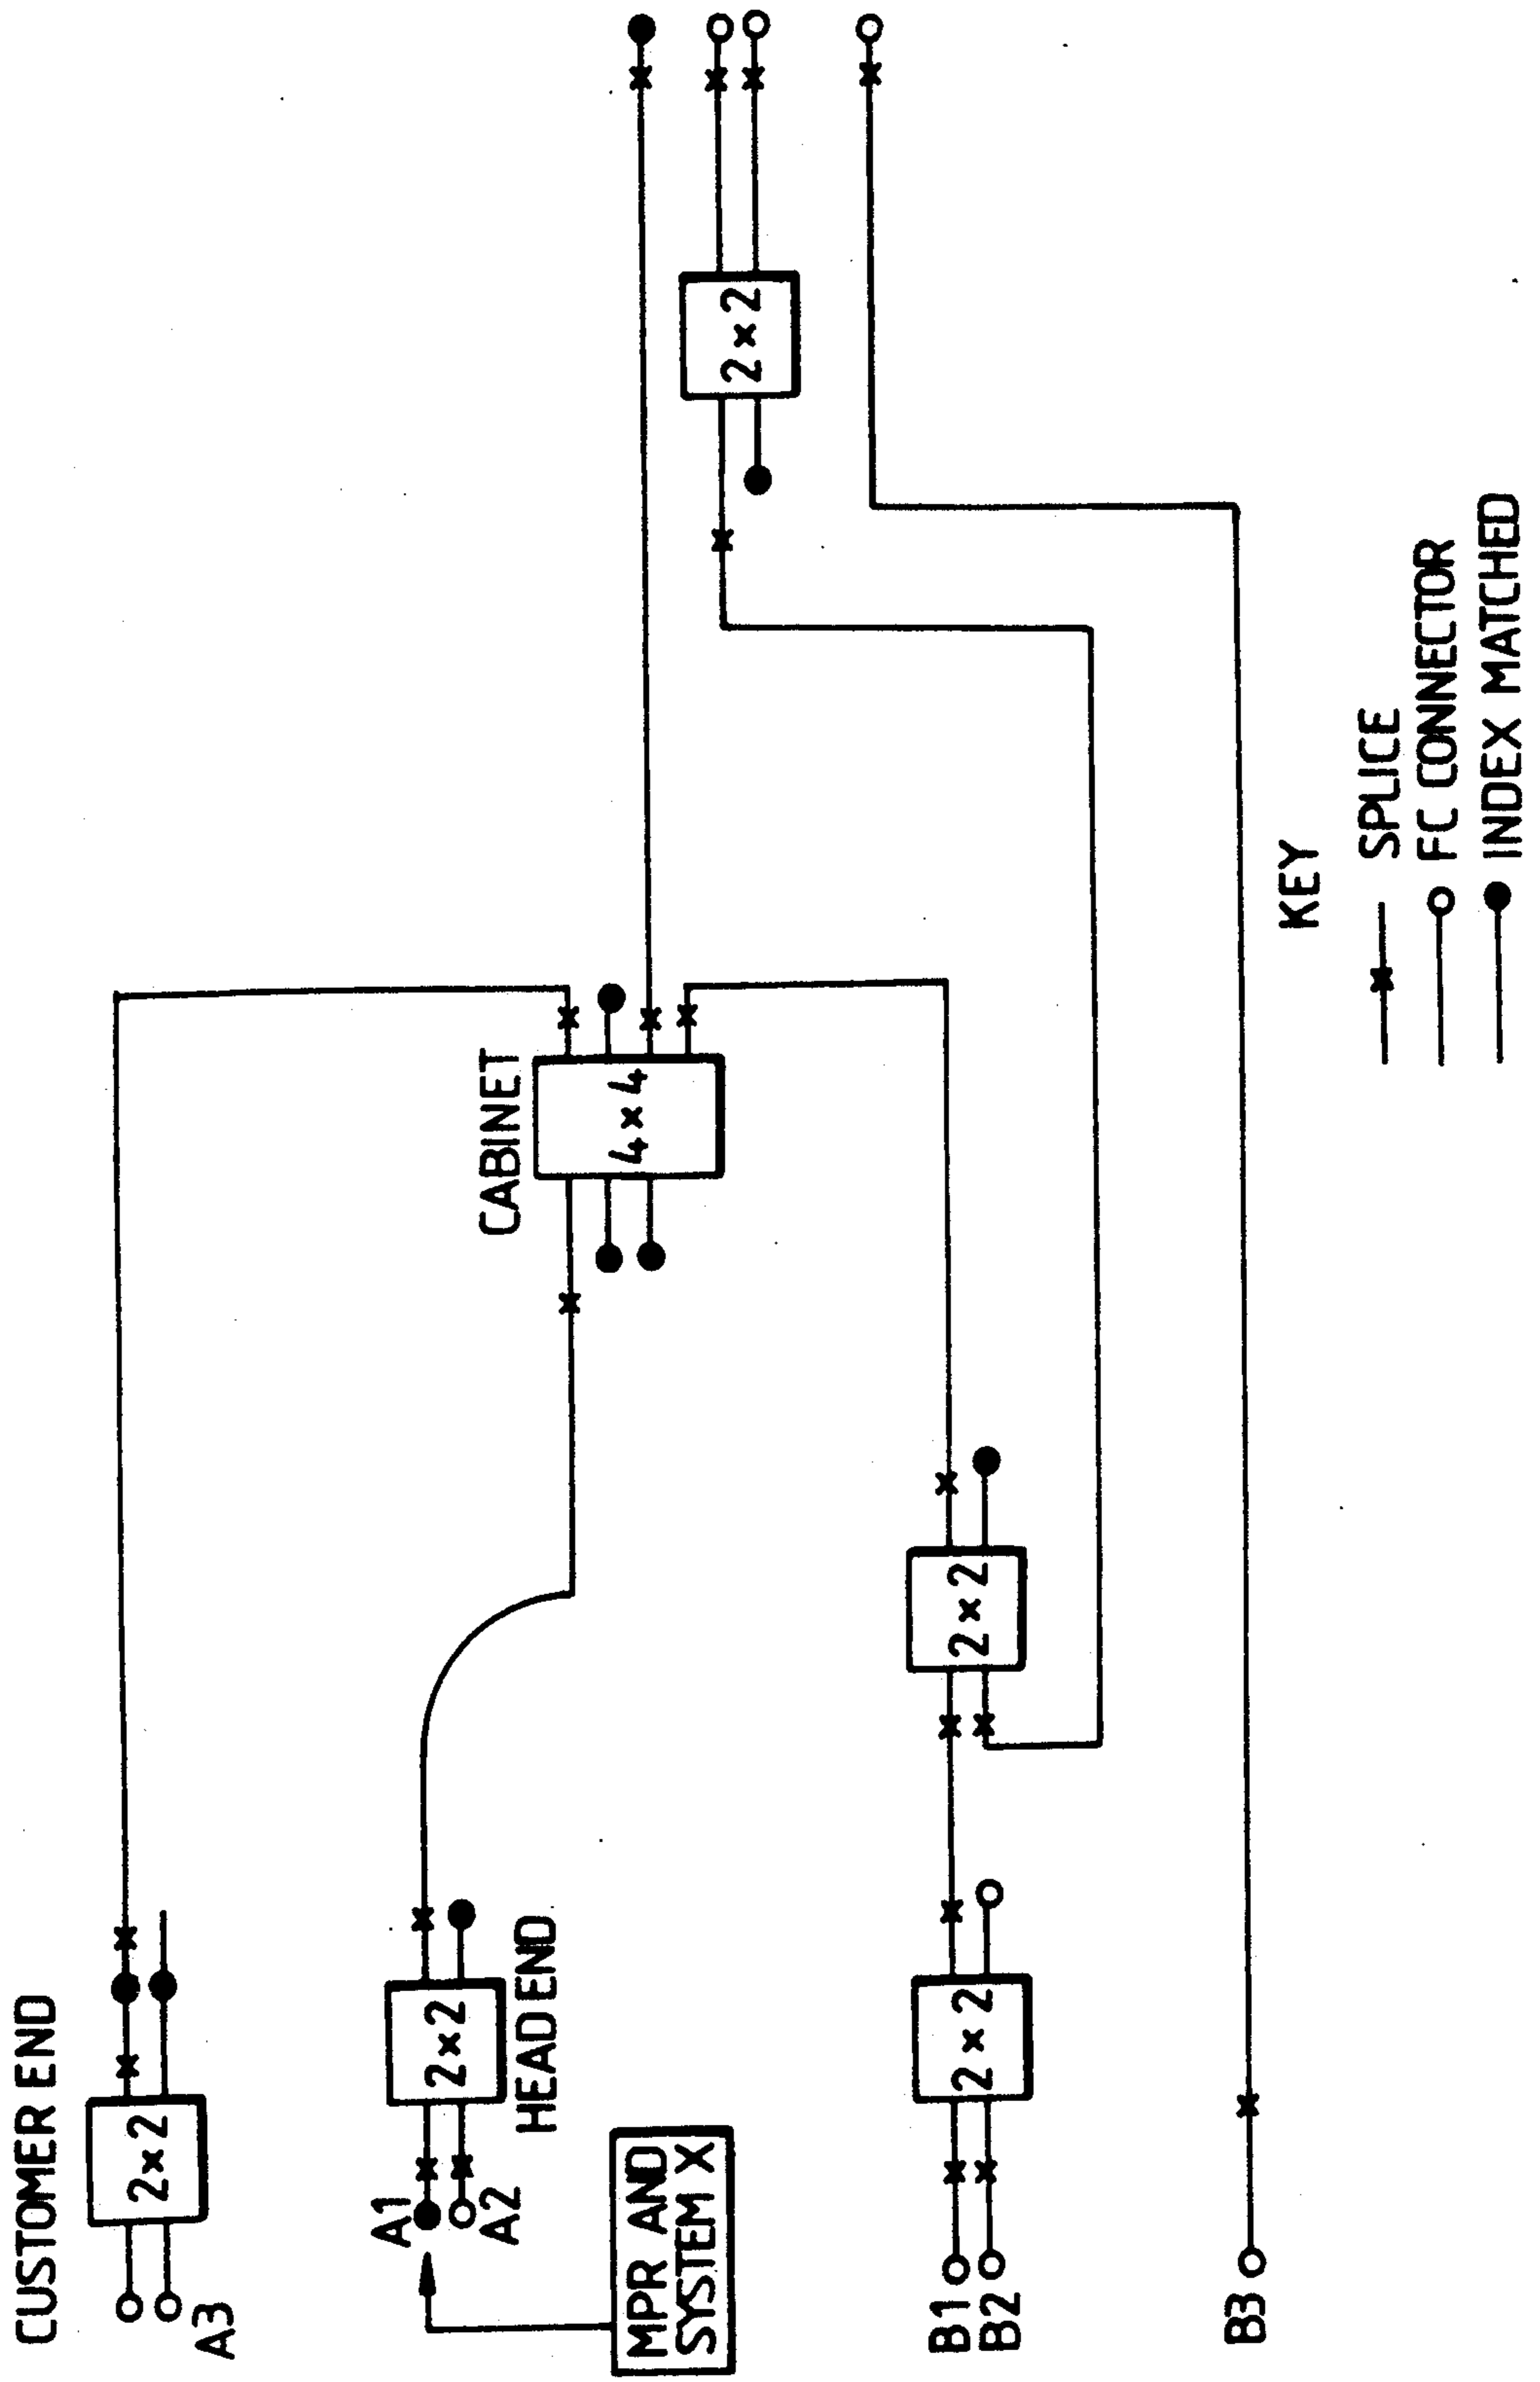 CUSTOMER END
2×2
A3
A1
A2
2×2
HEAD END
MPR AND
SYSTEM X
CABINET
4×4
2×2
B1
B2
2×2
2×2
B3
KEY
SPLICE
FC CONNECTOR
INDEX MATCHED